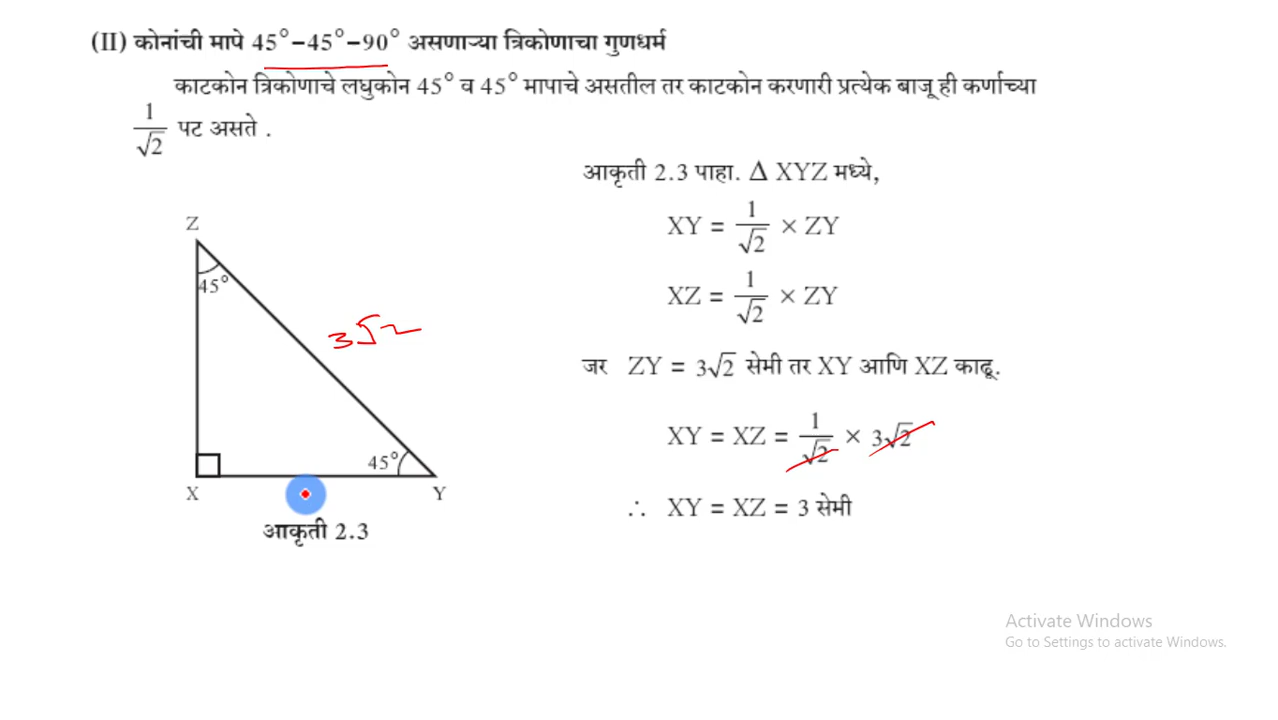 (II) कोनांची मापे 45°–45°–90° असणाऱ्या त्रिकोणाचा गुणधर्म
काटकोन त्रिकोणाचे लघुकोन 45° व 45° मापाचे असतील तर काटकोन करणारी प्रत्येक बाजू ही कर्णाच्या
1/√2 पट असते .
आकृती 2.3 पाहा. Δ XYZ मध्ये,
XY = 1/√2 × ZY
XZ = 1/√2 × ZY
जर ZY = 3√2 सेमी तर XY आणि XZ काढू.
XY = XZ = 1/√2 × 3√2
∴ XY = XZ = 3 सेमी
Z
45°
3√2
45°
X
Y
आकृती 2.3
Activate Windows
Go to Settings to activate Windows.